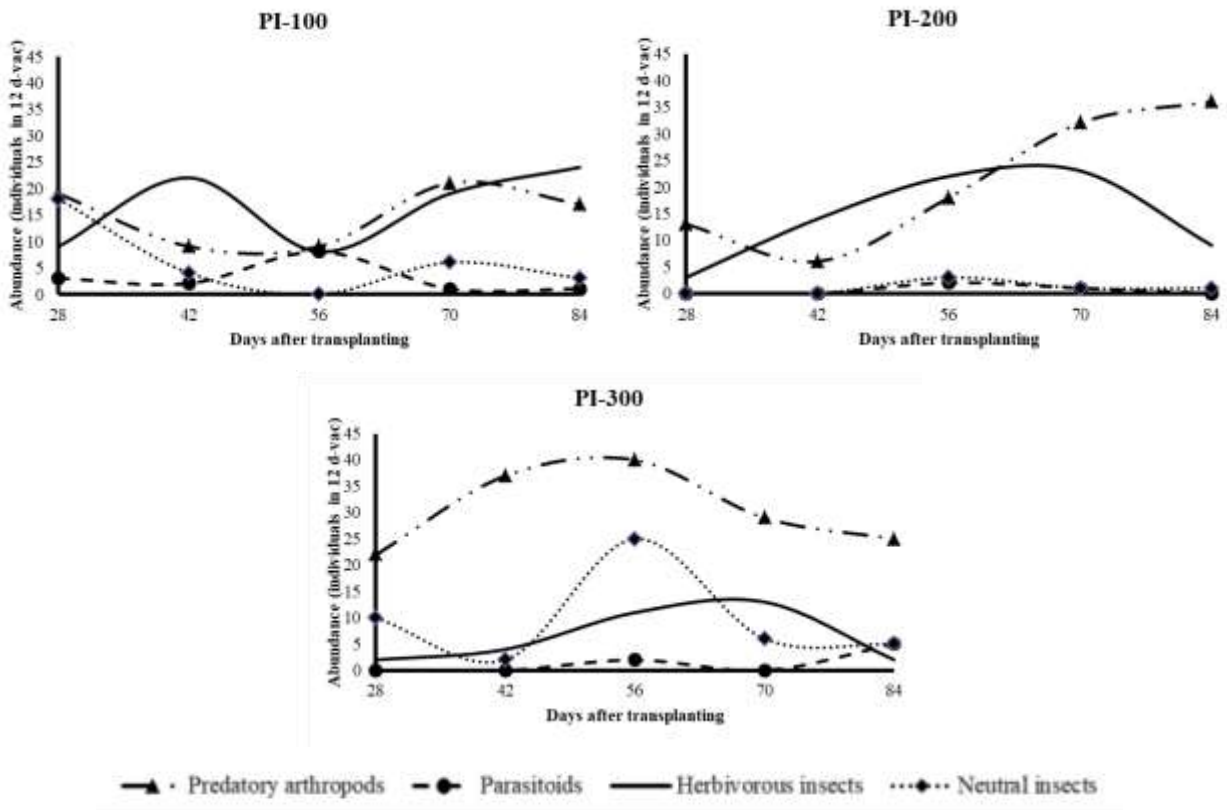 PI-100
Abundance (individuals in 12 d-vac)
45
40
35
30
25
20
15
10
5
0
28 42 56 70 84
Days after transplanting
PI-200
Abundance (individuals in 12 d-vac)
45
40
35
30
25
20
15
10
5
0
28 42 56 70 84
Days after transplanting
PI-300
Abundance (individuals in 12 d-vac)
45
40
35
30
25
20
15
10
5
0
28 42 56 70 84
Days after transplanting
Predatory arthropods Parasitoids Herbivorous insects Neutral insects